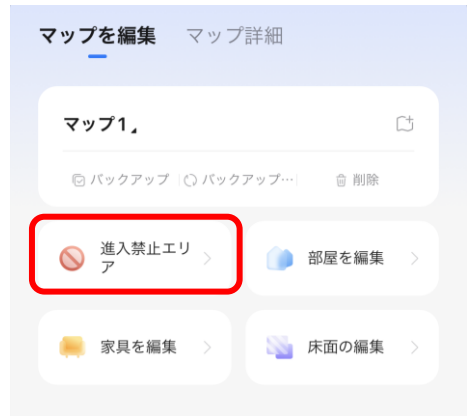 マップを編集 マップ詳細
マップ1
バックアップ バックアップ… 削除
進入禁止エリ
ア
部屋を編集
家具を編集 床面の編集